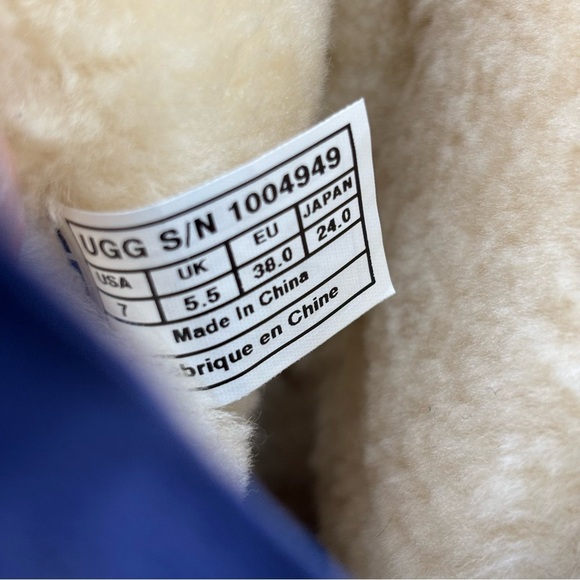 UGG S/N 1004949
USA UK EU JAPAN
7 5.5 38.0 24.0
Made In China
brique en Chine